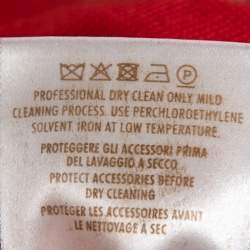 PROFESSIONAL DRY CLEAN ONLY. MILD
CLEANING PROCESS. USE PERCHLOROETHYLENE
SOLVENT. IRON AT LOW TEMPERATURE.
PROTEGGERE GLI ACCESSORI PRIMA
DEL LAVAGGIO A SECCO
PROTECT ACCESSORIES BEFORE
DRY CLEANING
PROTÉGER LES ACCESSOIRES AVANT
LE NETTOYAGE A SEC